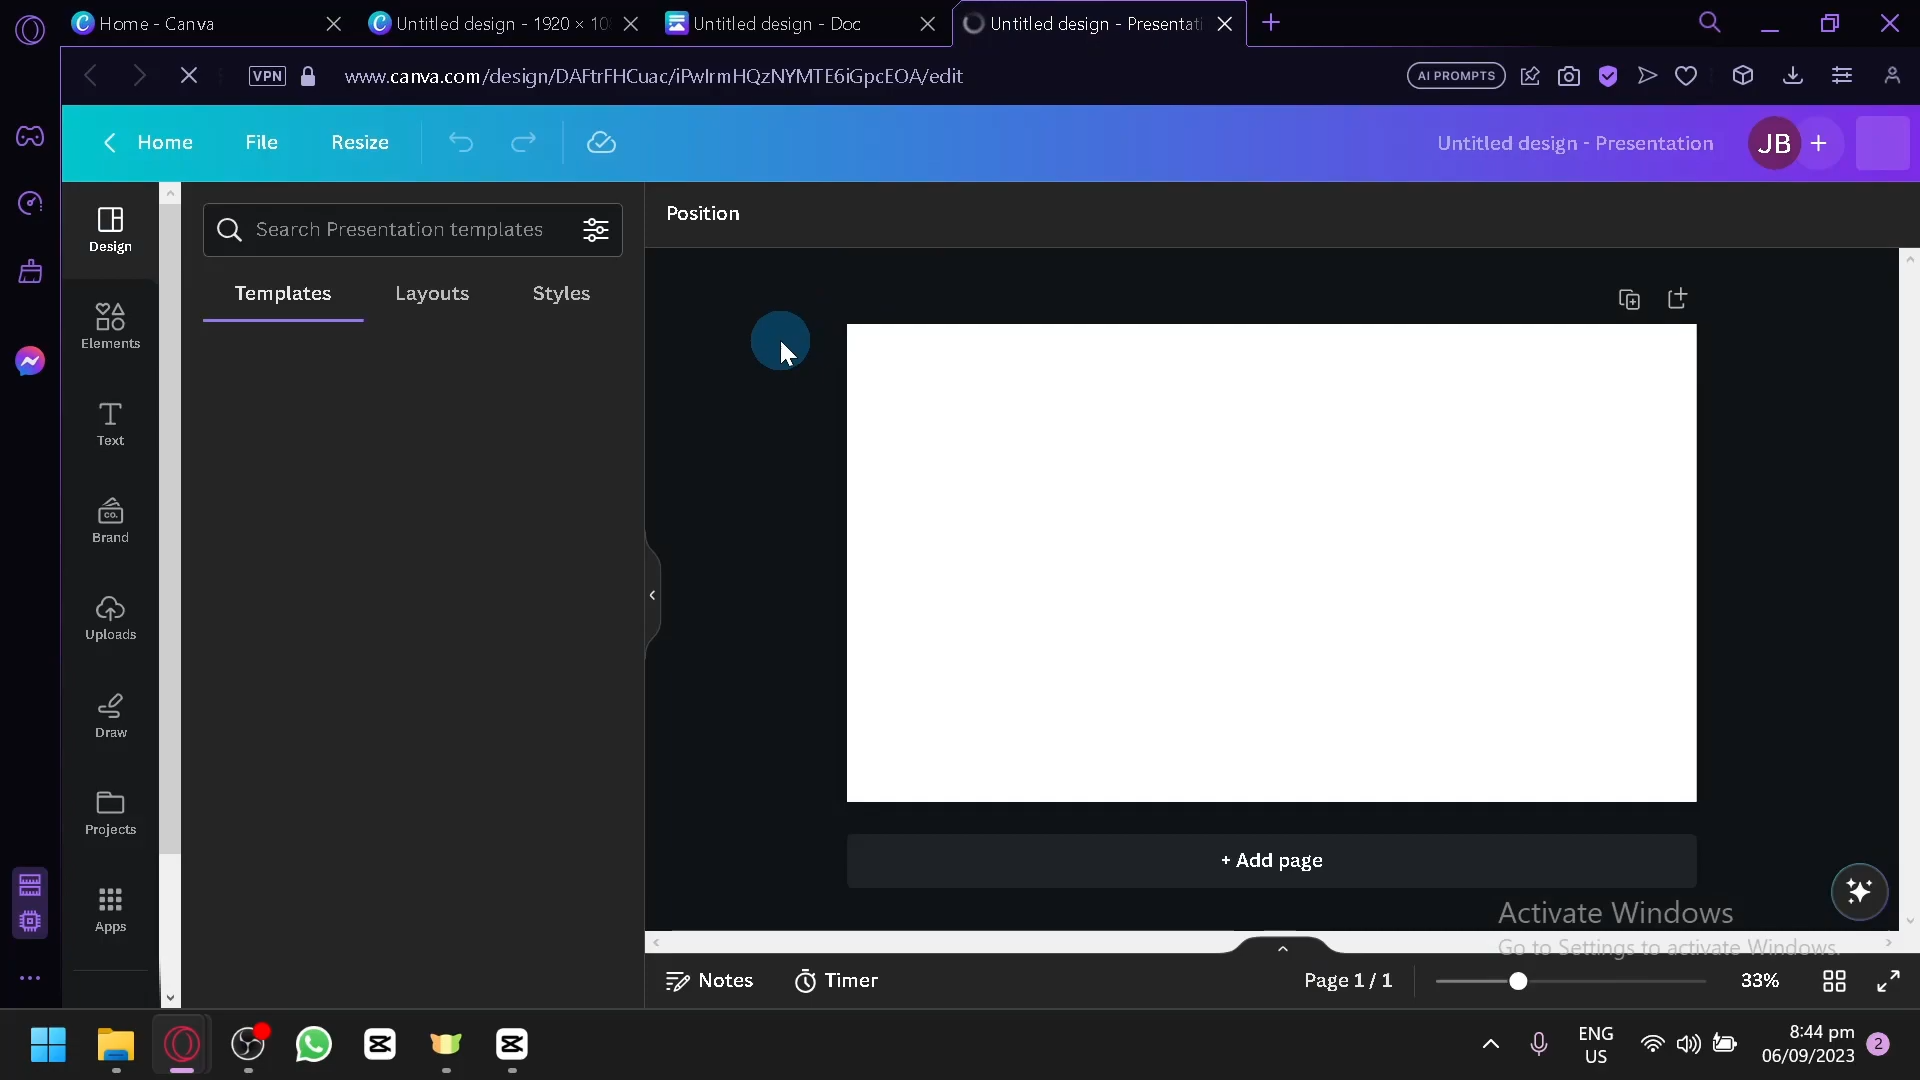 Home - Canva
Untitled design - 1920 × 10
Untitled design - Doc
Untitled design - Presentati
VPN
www.canva.com/design/DAFtrFHCuac/iPwIrmHQzNYMTE6iGpcEOA/edit
AI PROMPTS
Home
File
Resize
Untitled design - Presentation
JB
+
Design
Search Presentation templates
Position
Templates
Layouts
Styles
Elements
Text
CO.
Brand
Uploads
Draw
Projects
Apps
+ Add page
Activate Windows
Go to Settings to activate Windows.
Notes
Timer
Page 1 / 1
33%
ENG
US
8:44 pm
06/09/2023
2